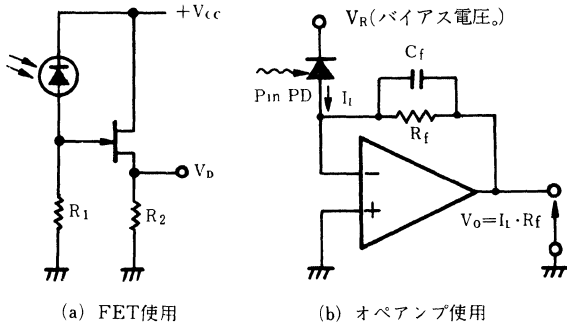 +VCC
VD
R1
R2
(a) FET使用
VR(バイアス電圧。)
Cf
Pin PD
IL
Rf
−
+
V0=IL·Rf
(b) オペアンプ使用